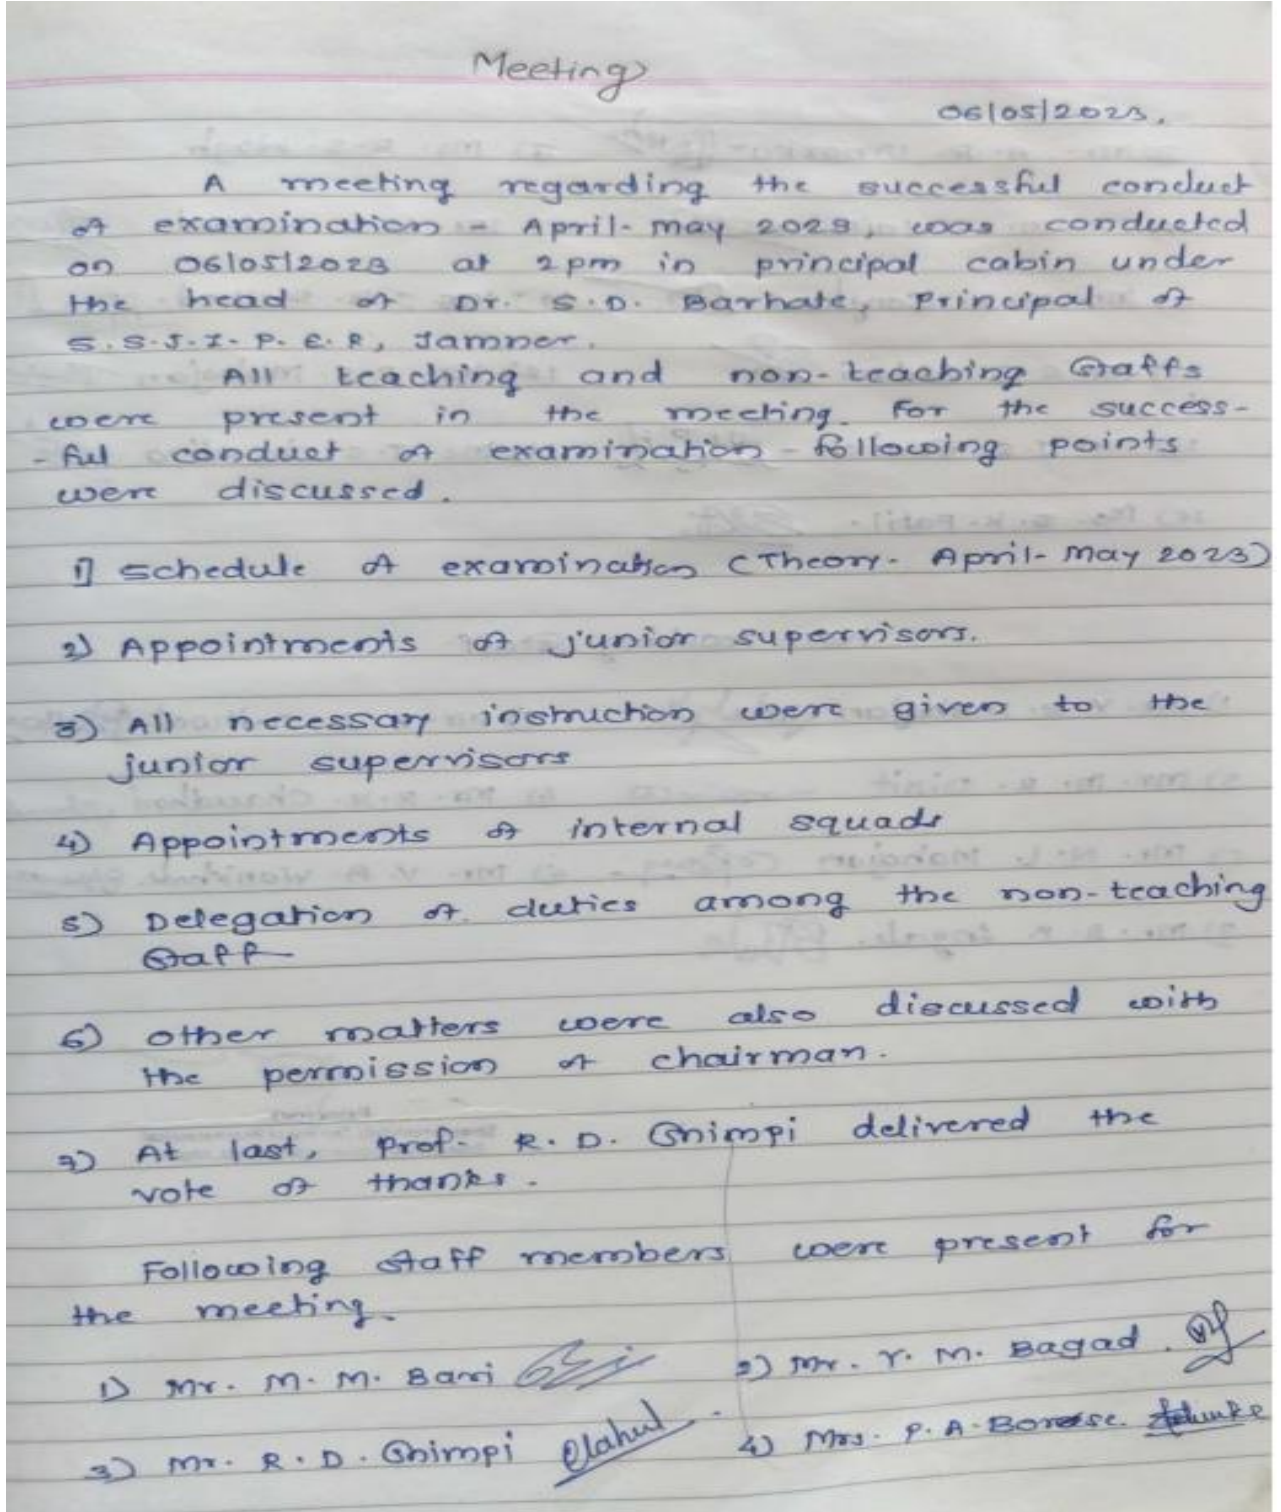 Meeting
06/05/2023.
A meeting regarding the successful conduct
of examination - April-May 2023, was conducted
on 06/05/2023 at 2pm in principal cabin under
the head of Dr. S.D. Barhate, Principal of
S.S.J.I.P.E.R, Jamner.
All teaching and non-teaching Staffs
were present in the meeting. For the success-
-ful conduct of examination following points
were discussed.
1] Schedule of examination (Theory- April-May 2023)
2) Appointments of junior supervisors.
3) All necessary instruction were given to the
junior supervisors
4) Appointments of internal squads
5) Delegation of duties among the non-teaching
Staff
6) Other matters were also discussed with
the permission of chairman.
7) At last, Prof. R. D. Shimpi delivered the
vote of thanks.
Following staff members were present for
the meeting.
1) Mr. M. M. Bari 2) Mr. Y. M. Bagad.
3) Mr. R. D. Shimpi 4) Mrs. P. A. Borse.